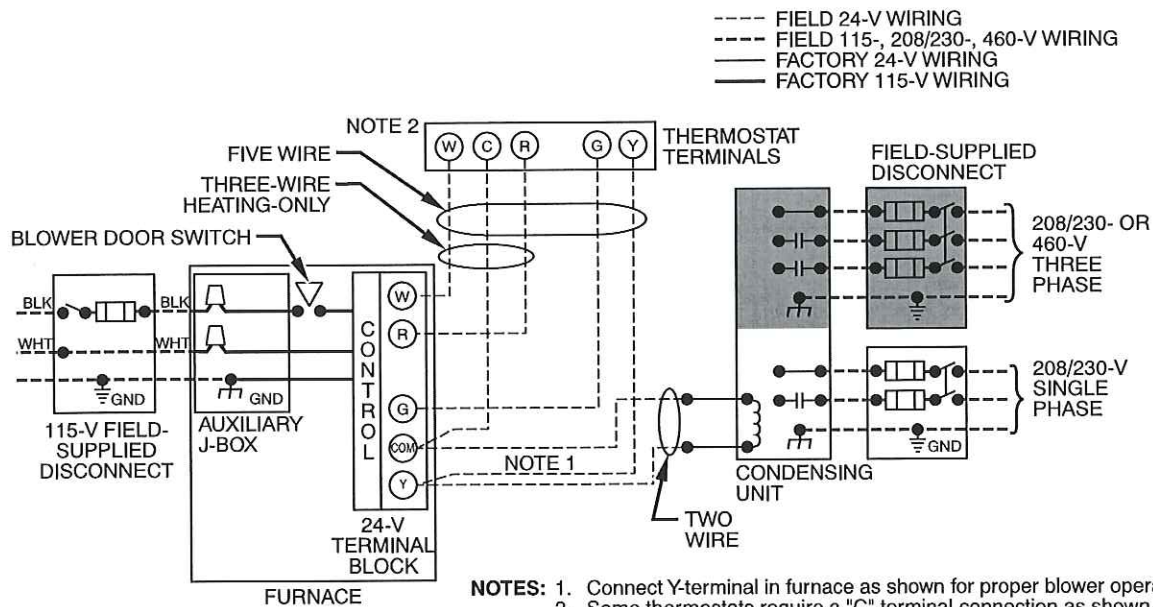 FIELD 24-V WIRING
FIELD 115-, 208/230-, 460-V WIRING
FACTORY 24-V WIRING
FACTORY 115-V WIRING
NOTE 2
W C R G Y
THERMOSTAT
TERMINALS
FIVE WIRE
THREE-WIRE
HEATING-ONLY
BLOWER DOOR SWITCH
FIELD-SUPPLIED
DISCONNECT
208/230- OR
460-V
THREE
PHASE
BLK
BLK
WHT
WHT
GND
GND
115-V FIELD-
SUPPLIED
DISCONNECT
AUXILIARY
J-BOX
CONTROL
W
R
G
COM
Y
NOTE 1
24-V
TERMINAL
BLOCK
FURNACE
TWO
WIRE
CONDENSING
UNIT
208/230-V
SINGLE
PHASE
GND
NOTES: 1. Connect Y-terminal in furnace as shown for proper blower
2. Some thermostats require a "C" terminal connection as shown